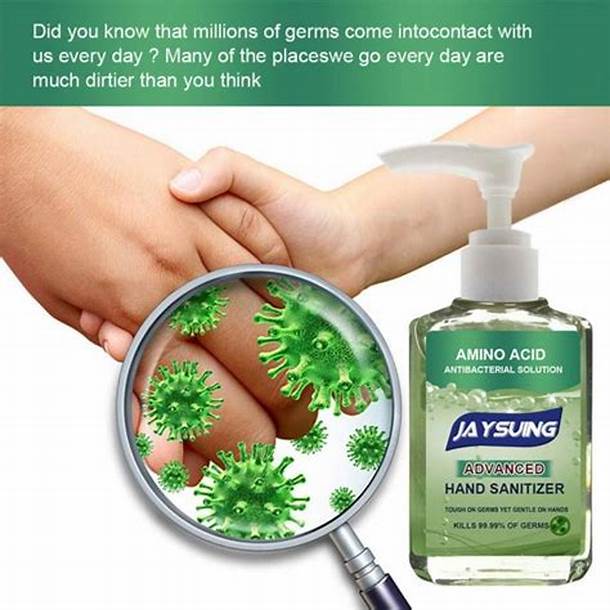 Did you know that millions of germs come intocontact with
us every day ? Many of the placeswe go every day are
much dirtier than you think
AMINO ACID
ANTIBACTERIAL SOLUTION
JAYSUING
ADVANCED
HAND SANITIZER
TOUGH ON GERMS YET GENTLE ON HANDS
KILLS 99.99% OF GERMS